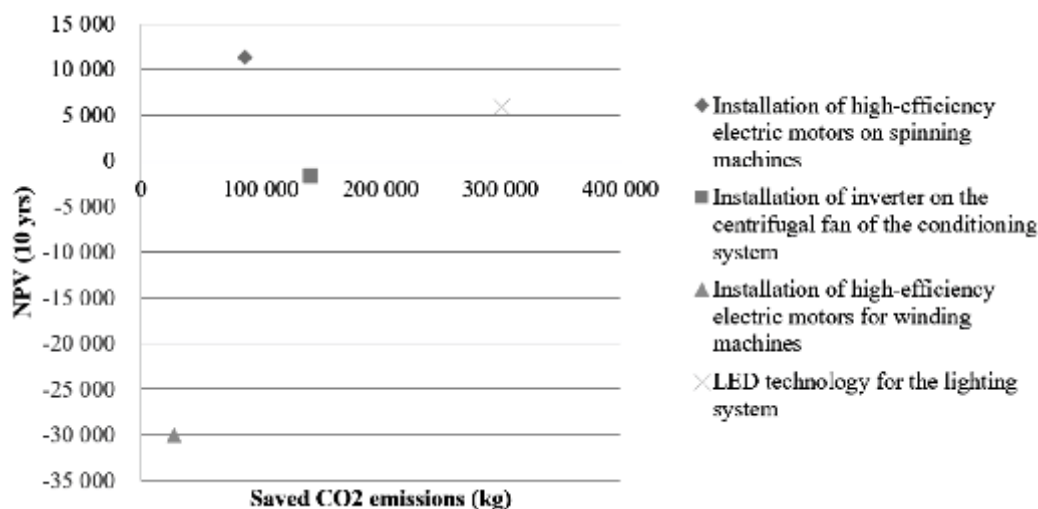 15 000
10 000
5 000
0
-5 000
-10 000
-15 000
-20 000
-25 000
-30 000
-35 000
NPV (10 yrs)
0 100 000 200 000 300 000 400 000
Saved CO2 emissions (kg)
Installation of high-efficiency
electric motors on spinning
machines
Installation of inverter on the
centrifugal fan of the conditioning
system
Installation of high-efficiency
electric motors for winding
machines
LED technology for the lighting
system